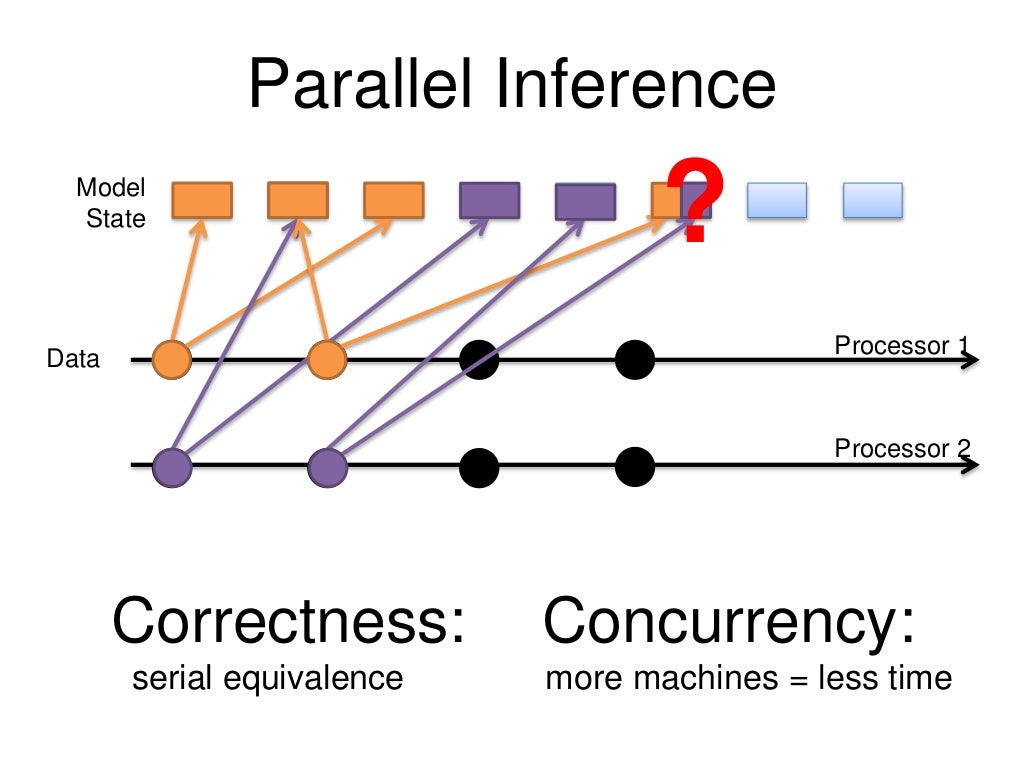 Parallel Inference
Model
State
?
Data
Processor 1
Processor 2
Correctness:
serial equivalence
Concurrency:
more machines = less time